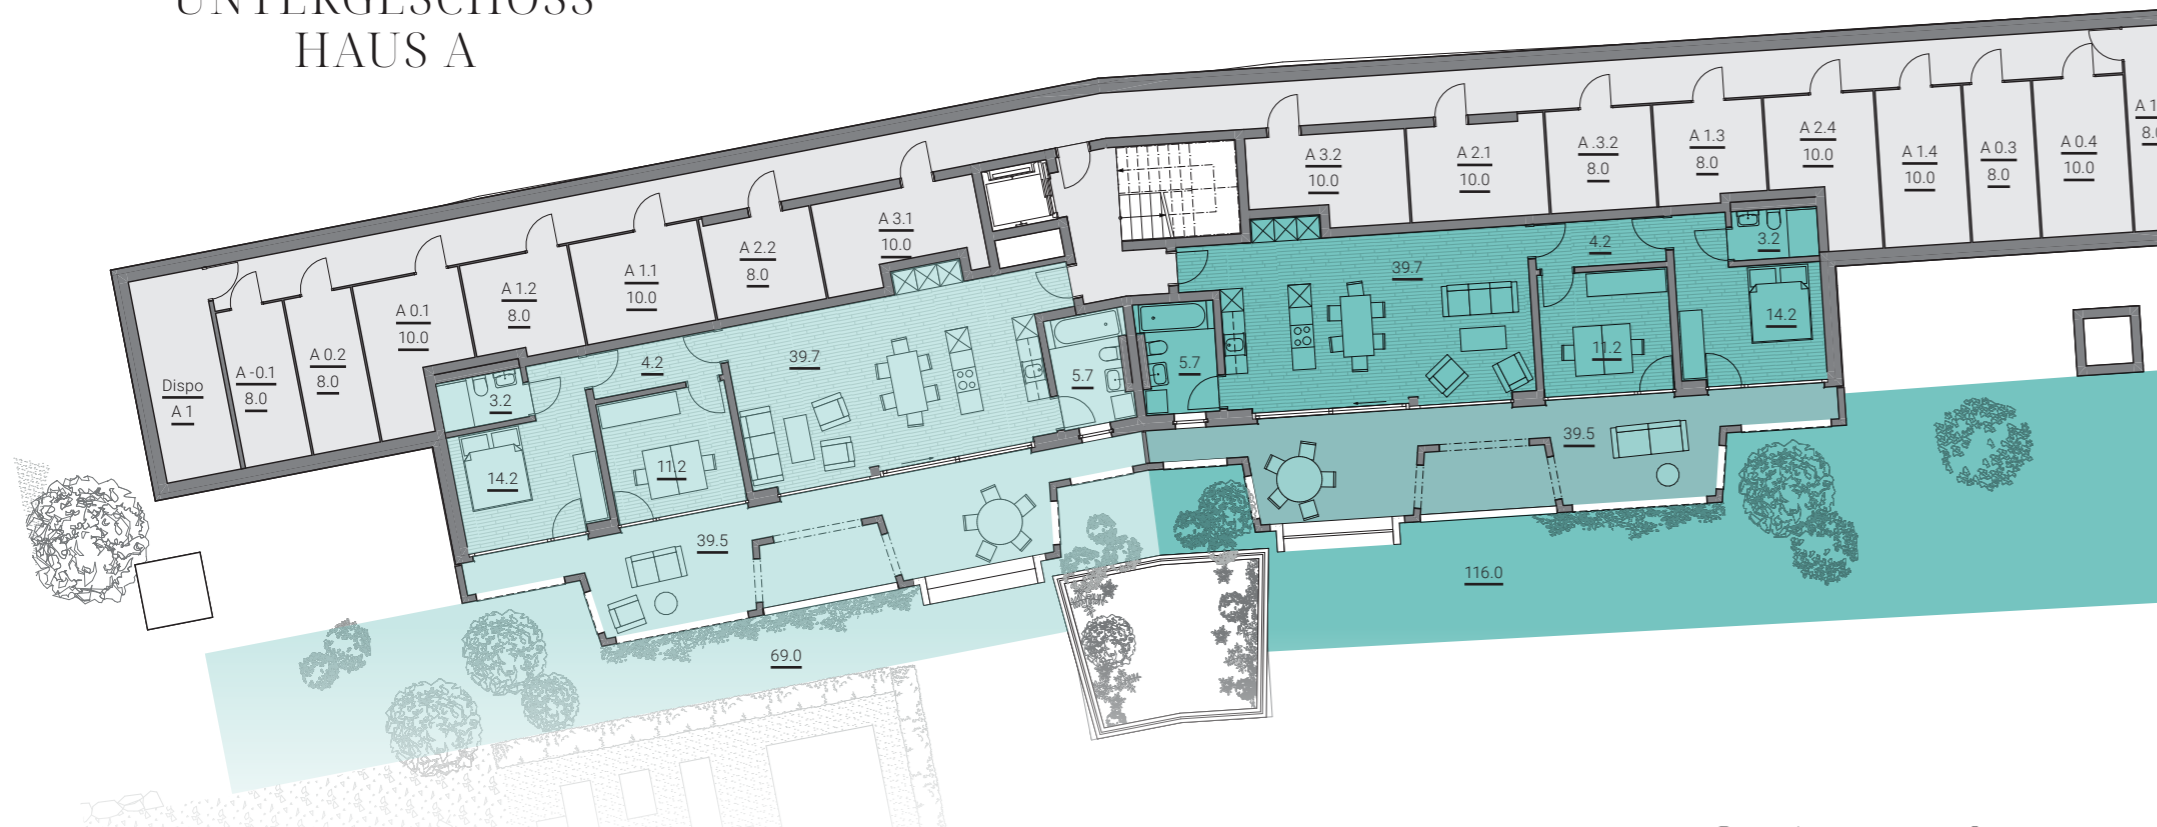 UNTERGESCHOSS
HAUS A
Dispo
A 1
A -0.1
8.0
A 0.2
8.0
A 0.1
10.0
A 1.2
8.0
A 1.1
10.0
A 2.2
8.0
A 3.1
10.0
A 3.2
10.0
A 2.1
10.0
A .3.2
8.0
A 1.3
8.0
A 2.4
10.0
A 1.4
10.0
A 0.3
8.0
A 0.4
10.0
3.2
14.2
4.2
11.2
39.7
5.7
39.5
69.0
5.7
39.7
4.2
11.2
3.2
14.2
39.5
116.0